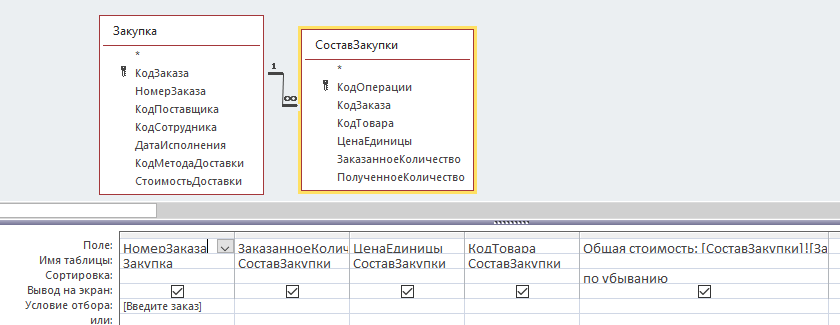 Закупка
*
КодЗаказа
НомерЗаказа
КодПоставщика
КодСотрудника
ДатаИсполнения
КодМетодаДоставки
СтоимостьДоставки
1
∞
СоставЗакупки
*
КодОперации
КодЗаказа
КодТовара
ЦенаЕдиницы
ЗаказанноеКоличество
ПолученноеКоличество
Поле: НомерЗаказа ЗаказанноеКолич ЦенаЕдиницы КодТовара Общая стоимость: [СоставЗакупки]![За
Имя таблицы: Закупка СоставЗакупки СоставЗакупки СоставЗакупки
Сортировка: по убыванию
Вывод на экран:
Условие отбора: [Введите заказ]
или: